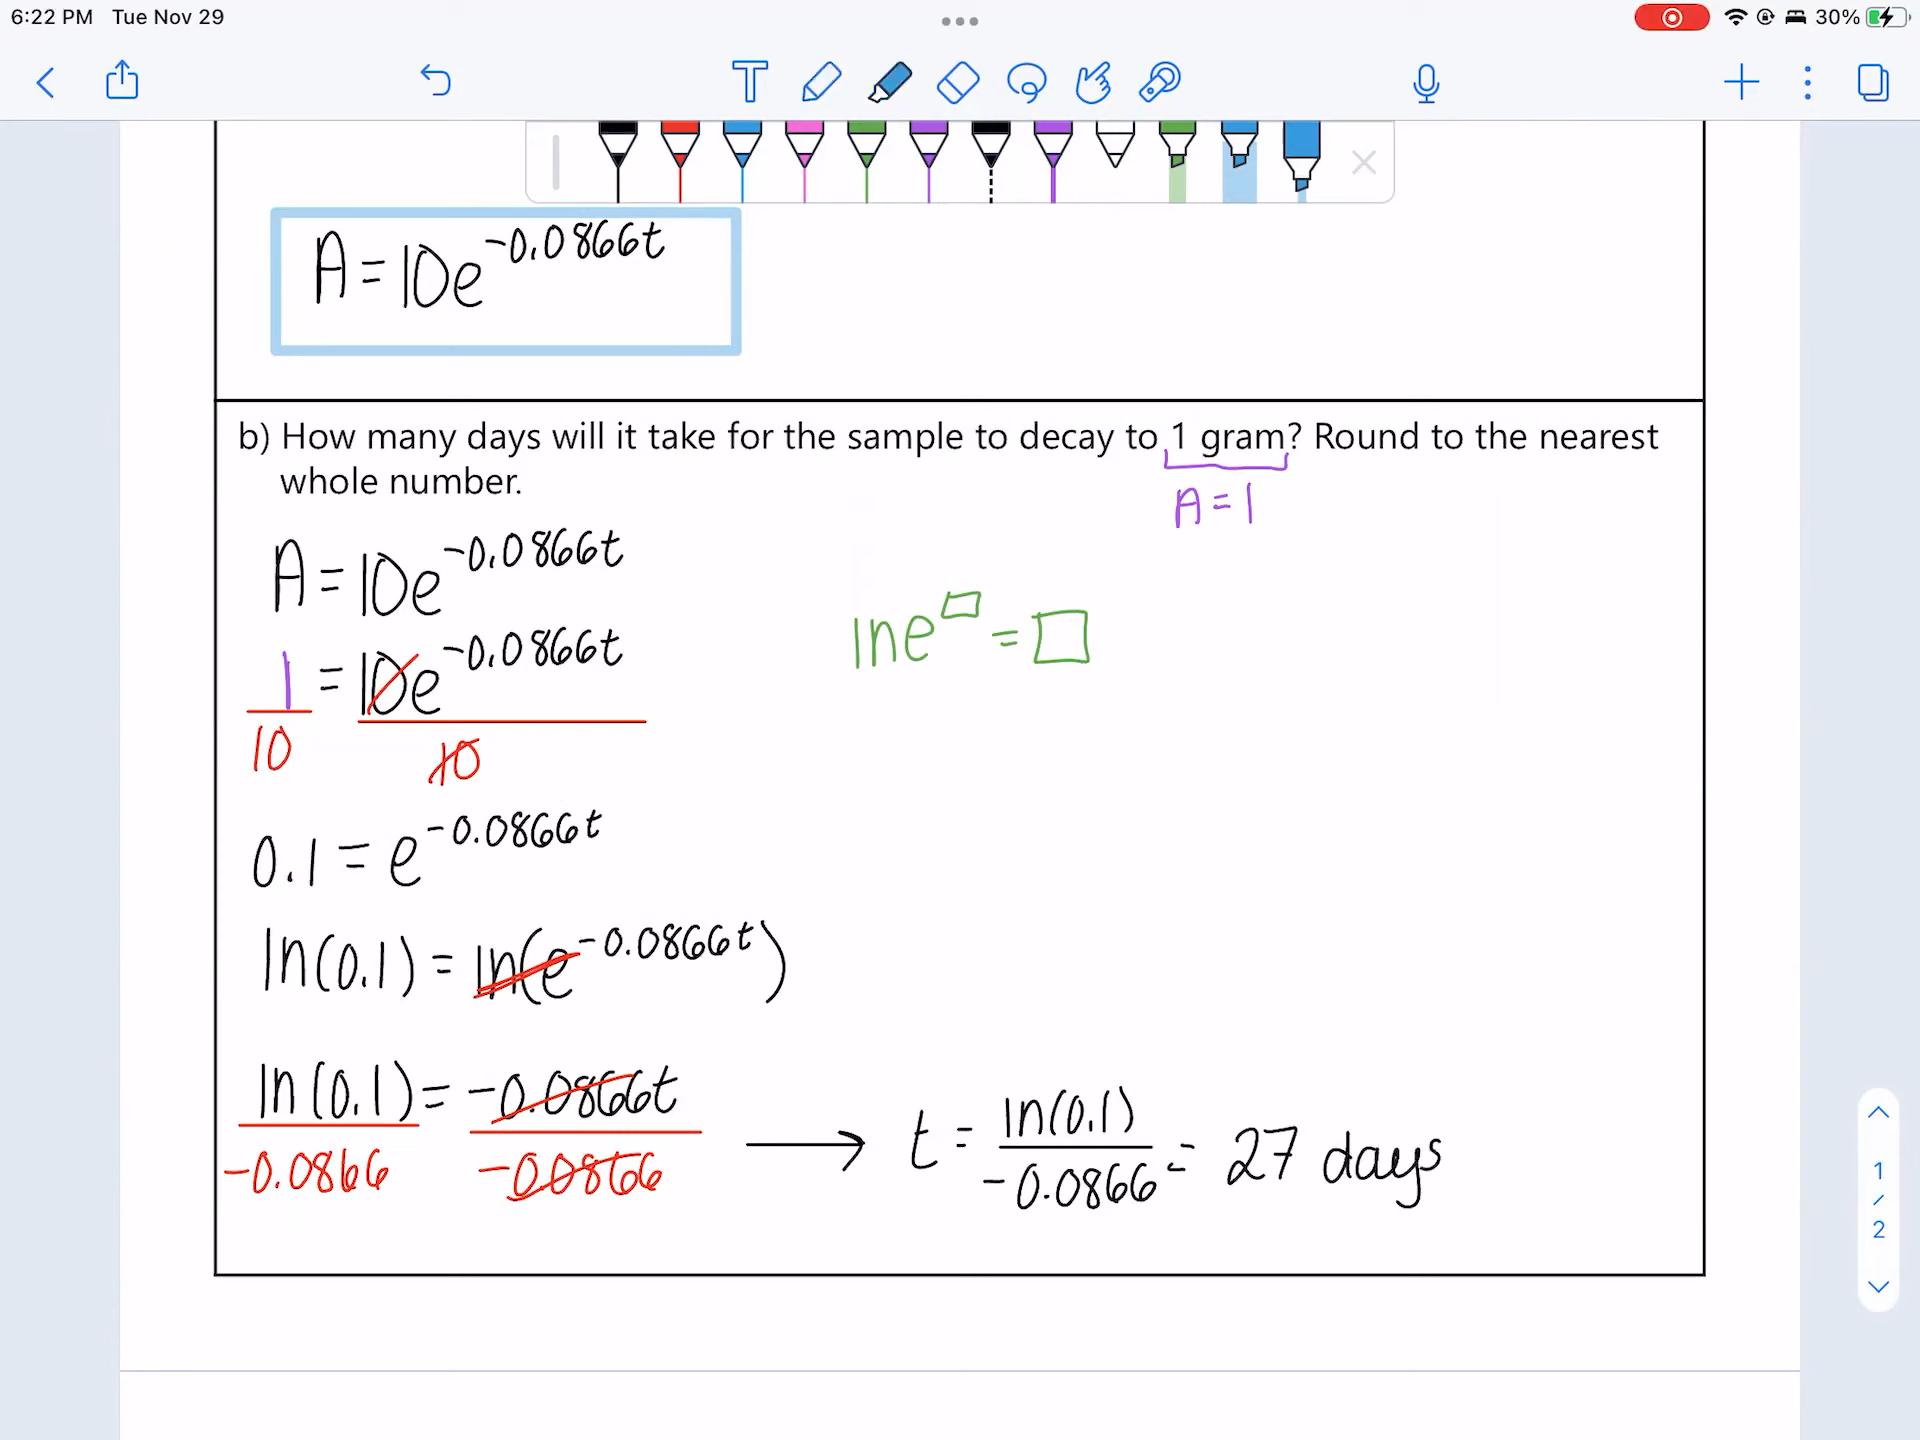 6:22 PM Tue Nov 29
30%
T
A = 10e^-0.0866t
b) How many days will it take for the sample to decay to 1 gram? Round to the nearest
whole number.
A = 1
A = 10e^-0.0866t
1 = 10e^-0.0866t
10 10
ln e^□ = □
0.1 = e^-0.0866t
ln(0.1) = ln(e^-0.0866t)
ln(0.1) = -0.0866t
-0.0866 -0.0866
→ t = ln(0.1)/-0.0866 = 27 days
1
/
2